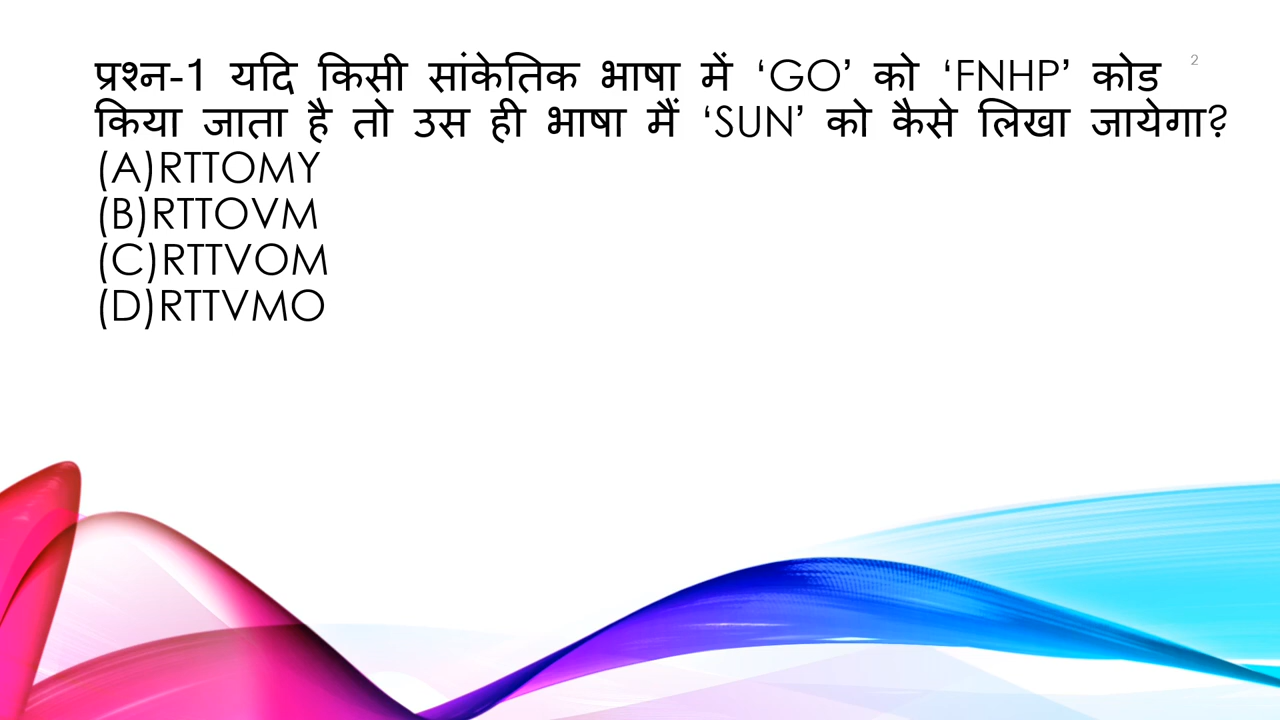 प्रश्न-1 यदि किसी सांकेतिक भाषा में ‘GO’ को ‘FNHP’ कोड
2
किया जाता है तो उस ही भाषा मैं ‘SUN’ को कैसे लिखा जायेगा?
(A)RTTOMY
(B)RTTOVM
(C)RTTVOM
(D)RTTVMO